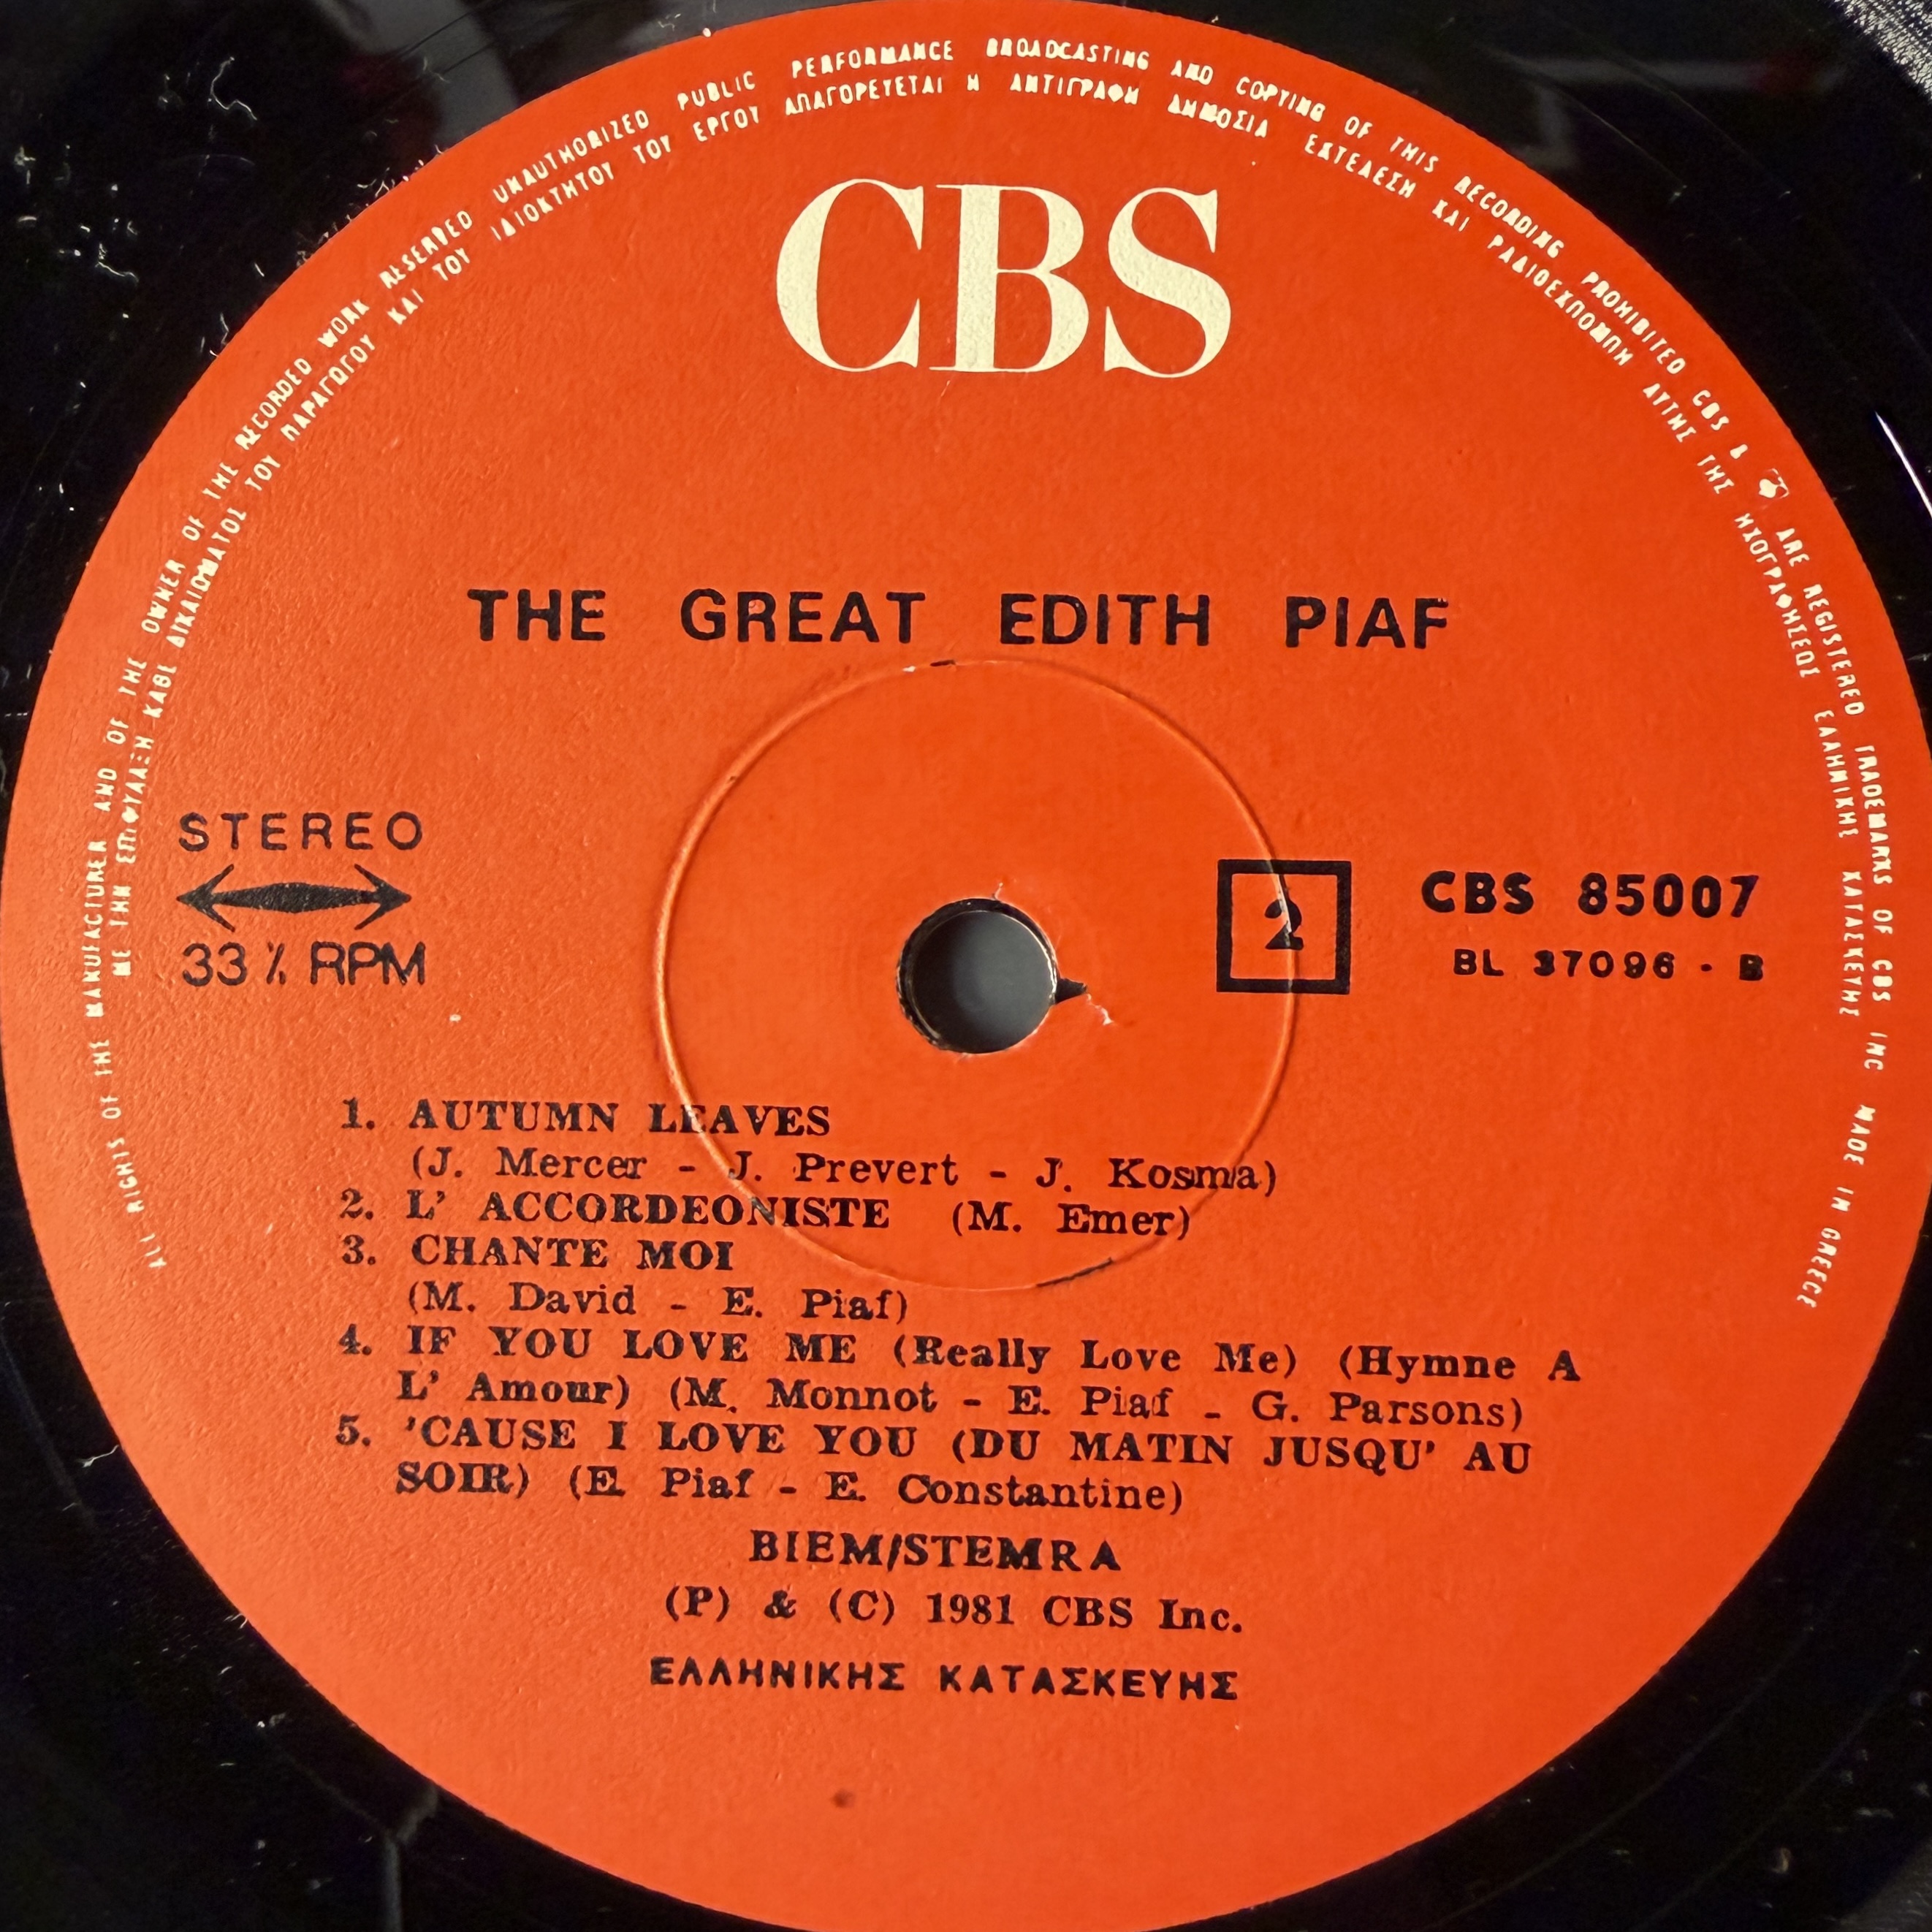 ALL RIGHTS OF THE MANUFACTURER AND OF THE OWNER OF THE RECORDED WORK RESERVED UNAUTHORIZED PUBLIC PERFORMANCE BROADCASTING AND COPYING OF THIS RECORDING PROHIBITED CBS & ARE REGISTERED TRADEMARKS OF CBS INC MADE IN GREECE
ΜΕ ΤΗΝ ΕΠΙΦΥΛΑΞΗ ΚΑΘΕ ΔΙΚΑΙΩΜΑΤΟΣ ΤΟΥ ΠΑΡΑΓΩΓΟΥ ΚΑΙ ΤΟΥ ΙΔΙΟΚΤΗΤΟΥ ΤΟΥ ΕΡΓΟΥ ΑΠΑΓΟΡΕΥΕΤΑΙ Η ΑΝΤΙΓΡΑΦΗ ΔΗΜΟΣΙΑ ΕΚΤΕΛΕΣΗ ΚΑΙ ΡΑΔΙΟΕΚΠΟΜΠΗ ΑΥΤΗΣ ΤΗΣ ΗΧΟΓΡΑΦΗΣΕΩΣ ΕΛΛΗΝΙΚΗΣ ΚΑΤΑΣΚΕΥΗΣ
CBS
THE GREAT EDITH PIAF
STEREO
33⅓ RPM
2
CBS 85007
BL 37096 - B
1. AUTUMN LEAVES
(J. Mercer - J. Prevert - J. Kosma)
2. L' ACCORDEONISTE (M. Emer)
3. CHANTE MOI
(M. David - E. Piaf)
4. IF YOU LOVE ME (Really Love Me) (Hymne A
L' Amour) (M. Monnot - E. Piaf - G. Parsons)
5. 'CAUSE I LOVE YOU (DU MATIN JUSQU' AU
SOIR) (E. Piaf - E. Constantine)
BIEM/STEMRA
(P) & (C) 1981 CBS Inc.
ΕΛΛΗΝΙΚΗΣ ΚΑΤΑΣΚΕΥΗΣ